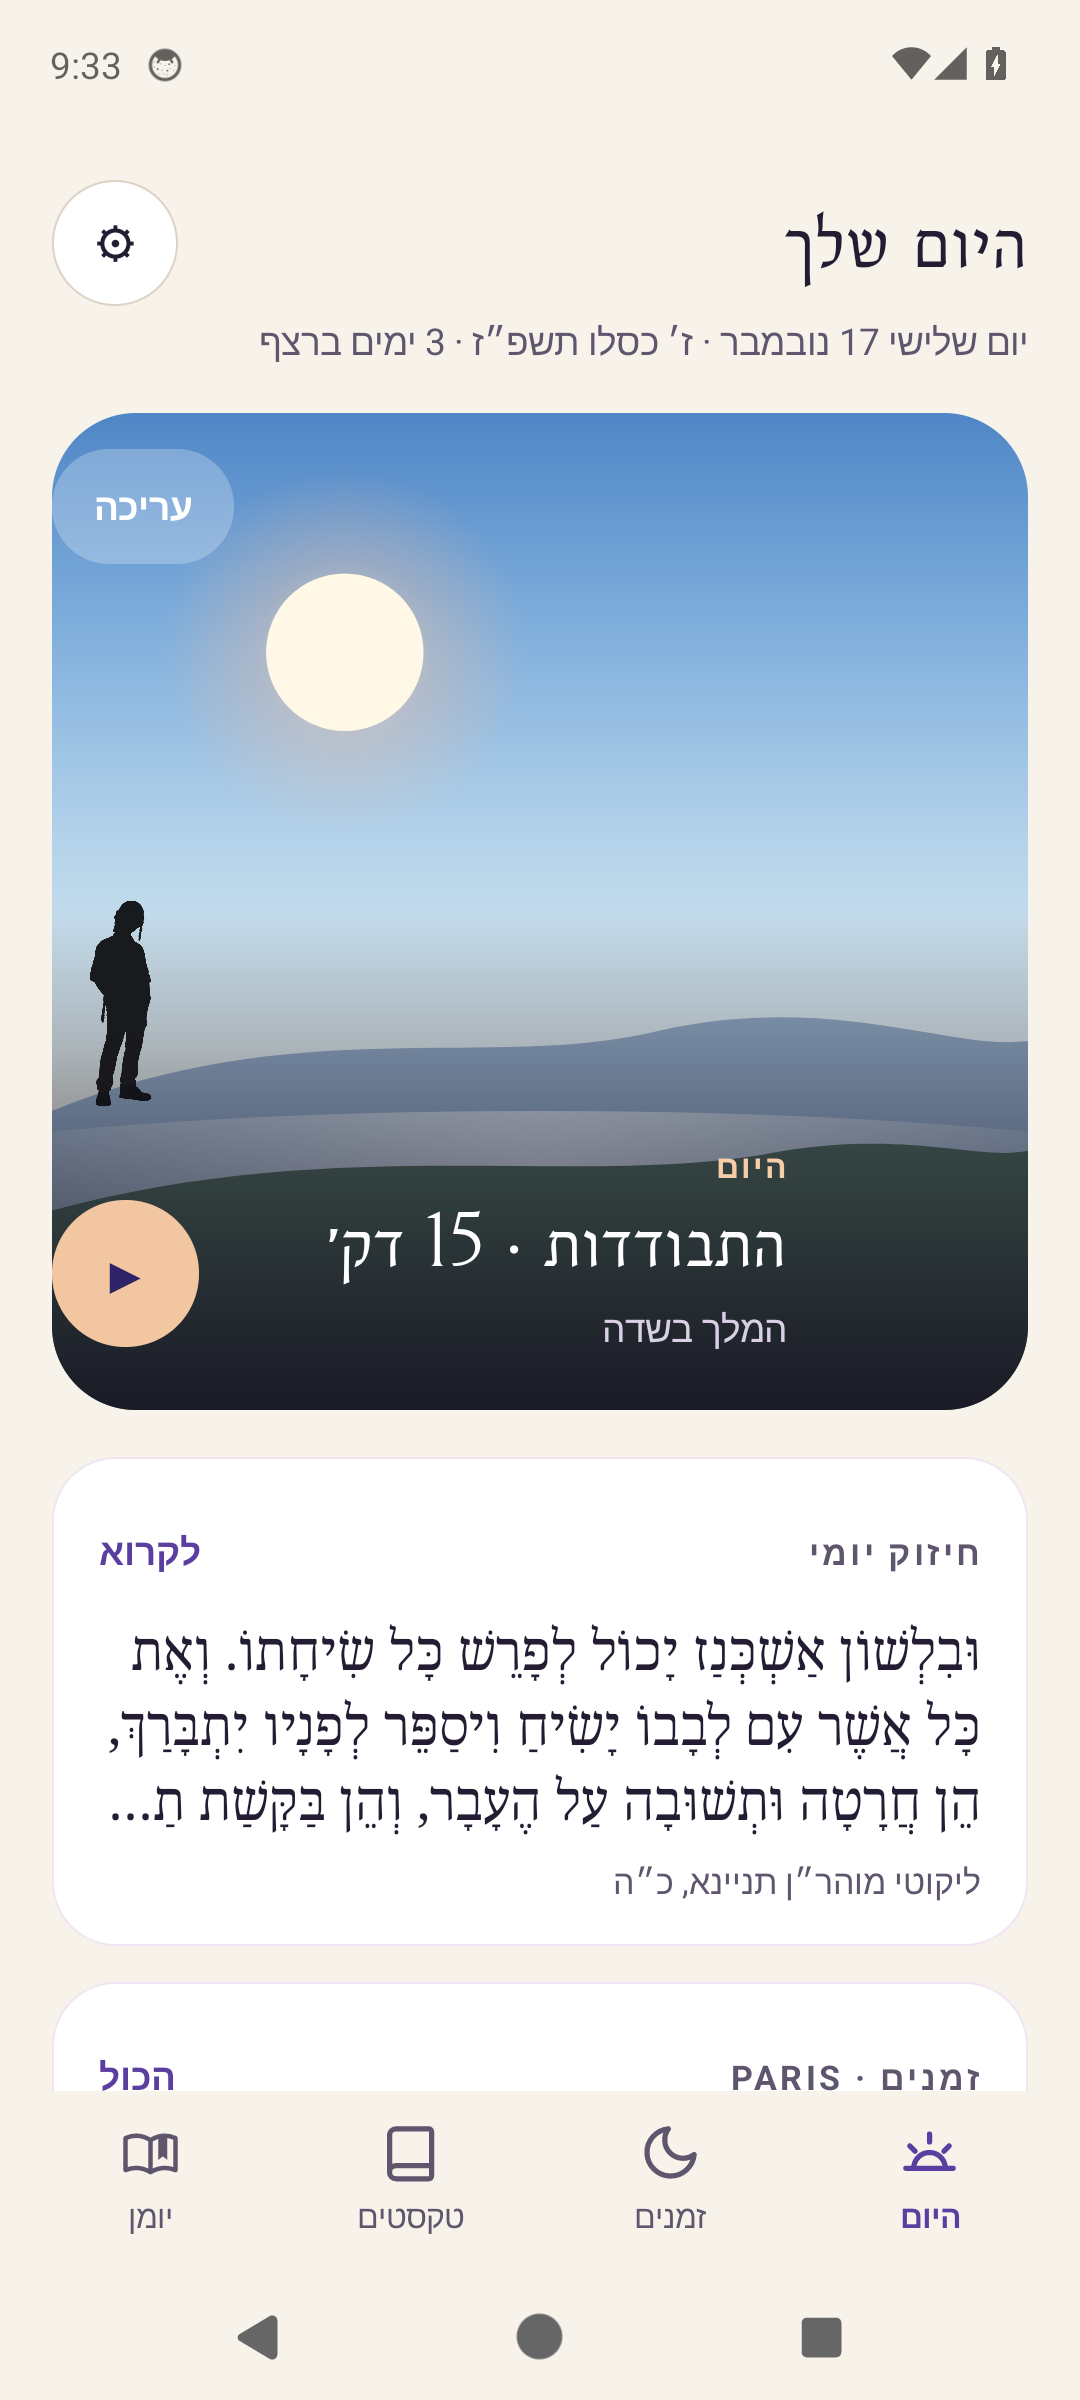 9:33
היום שלך
יום שלישי 17 נובמבר · ז׳ כסלו תשפ״ז · 3 ימים ברצף
עריכה
היום
התבודדות · 15 דק׳
המלך בשדה
חיזוק יומי
לקרוא
וּבִלְשׁוֹן אַשְׁכְּנַז יָכוֹל לְפָרֵשׁ כָּל שִׂיחָתוֹ. וְאֶת
כָּל אֲשֶׁר עִם לְבָבוֹ יָשִׂיחַ וִיסַפֵּר לְפָנָיו יִתְבָּרַךְ,
הֵן חֲרָטָה וּתְשׁוּבָה עַל הֶעָבָר, וְהֵן בַּקָּשַׁת תַ...
ליקוטי מוהר״ן תניינא, כ״ה
זמנים · PARIS
הכול
היום
זמנים
טקסטים
יומן